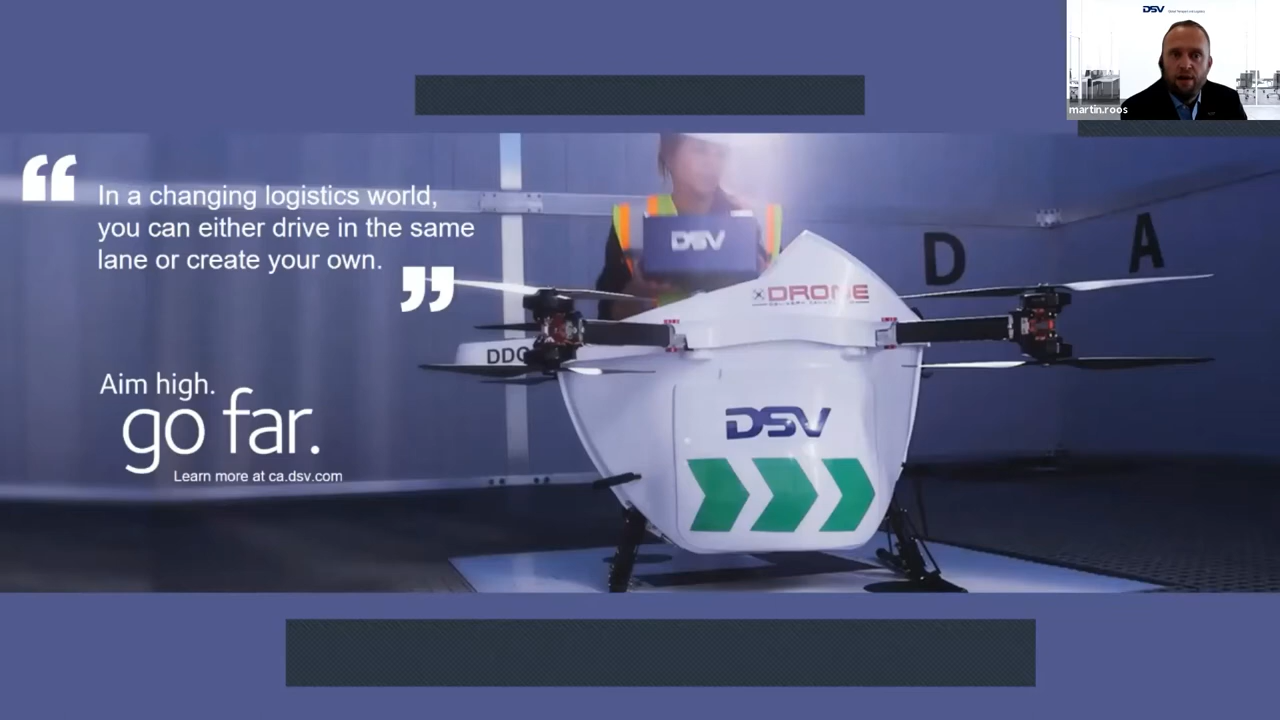 DSV
martin.roos
“ In a changing logistics world,
you can either drive in the same
lane or create your own. ”
Aim high.
go far.
Learn more at ca.dsv.com
DSV
DRONE
DDC
D A
DSV